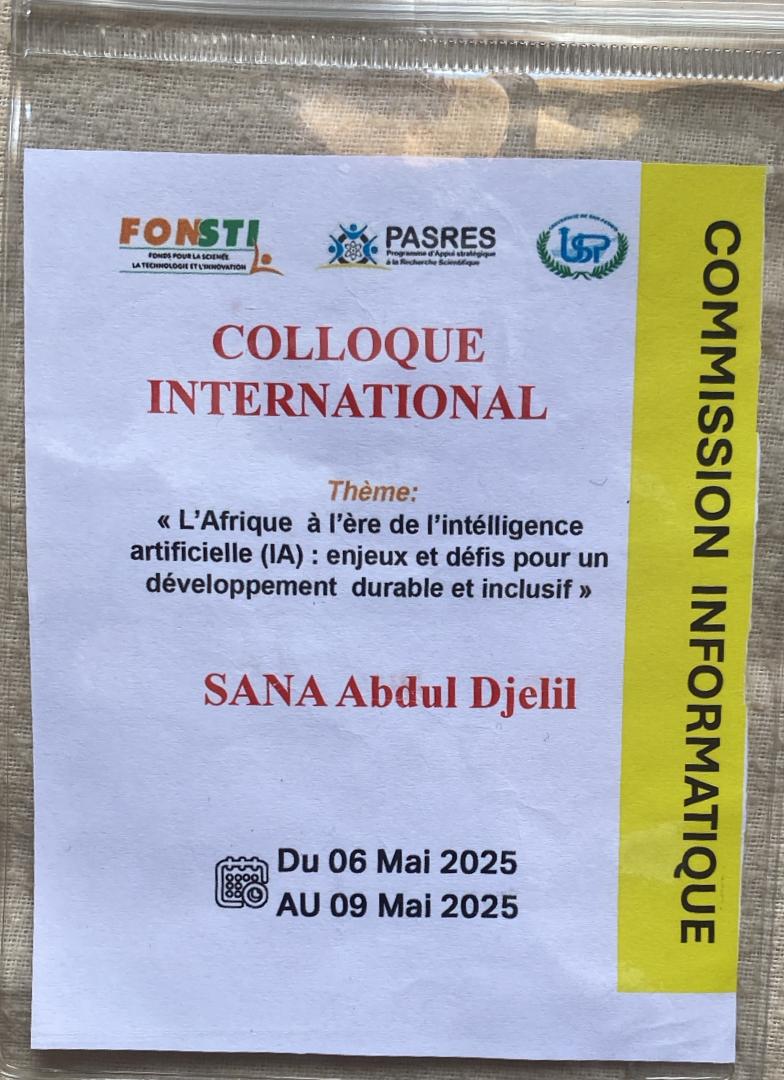 FONSTI
FONDS POUR LA SCIENCE,
LA TECHNOLOGIE ET L'INNOVATION
PASRES
Programme d'Appui stratégique
à la Recherche Scientifique
USP
COLLOQUE
INTERNATIONAL
Thème:
« L'Afrique à l'ère de l'intélligence
artificielle (IA) : enjeux et défis pour un
développement durable et inclusif »
SANA Abdul Djelil
Du 06 Mai 2025
AU 09 Mai 2025
COMMISSION INFORMATIQUE